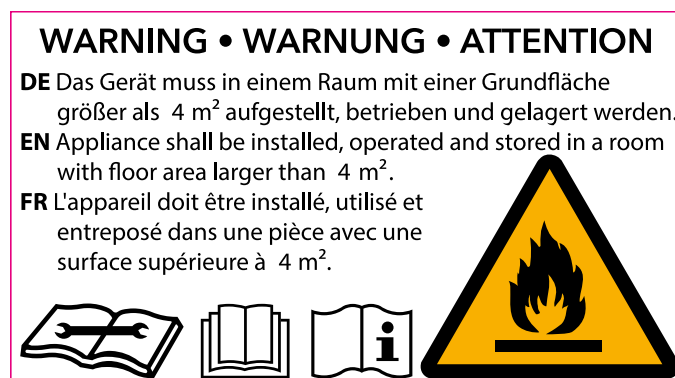 WARNING • WARNUNG • ATTENTION
DE Das Gerät muss in einem Raum mit einer Grundfläche
größer als 4 m² aufgestellt, betrieben und gelagert werden.
EN Appliance shall be installed, operated and stored in a room
with floor area larger than 4 m².
FR L'appareil doit être installé, utilisé et
entreposé dans une pièce avec une
surface supérieure à 4 m².
i